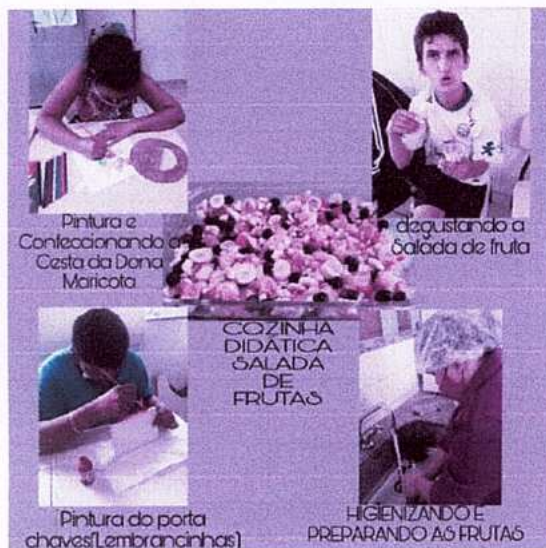 Pintura e
Confeccionando a
Cesta da Dona
Maricota
degustando a
Salada de fruta
COZINHA
DIDÁTICA
SALADA
DE
FRUTAS
Pintura do porta
chaves(Lembrancinhas)
HIGIENIZANDO E
PREPARANDO AS FRUTAS